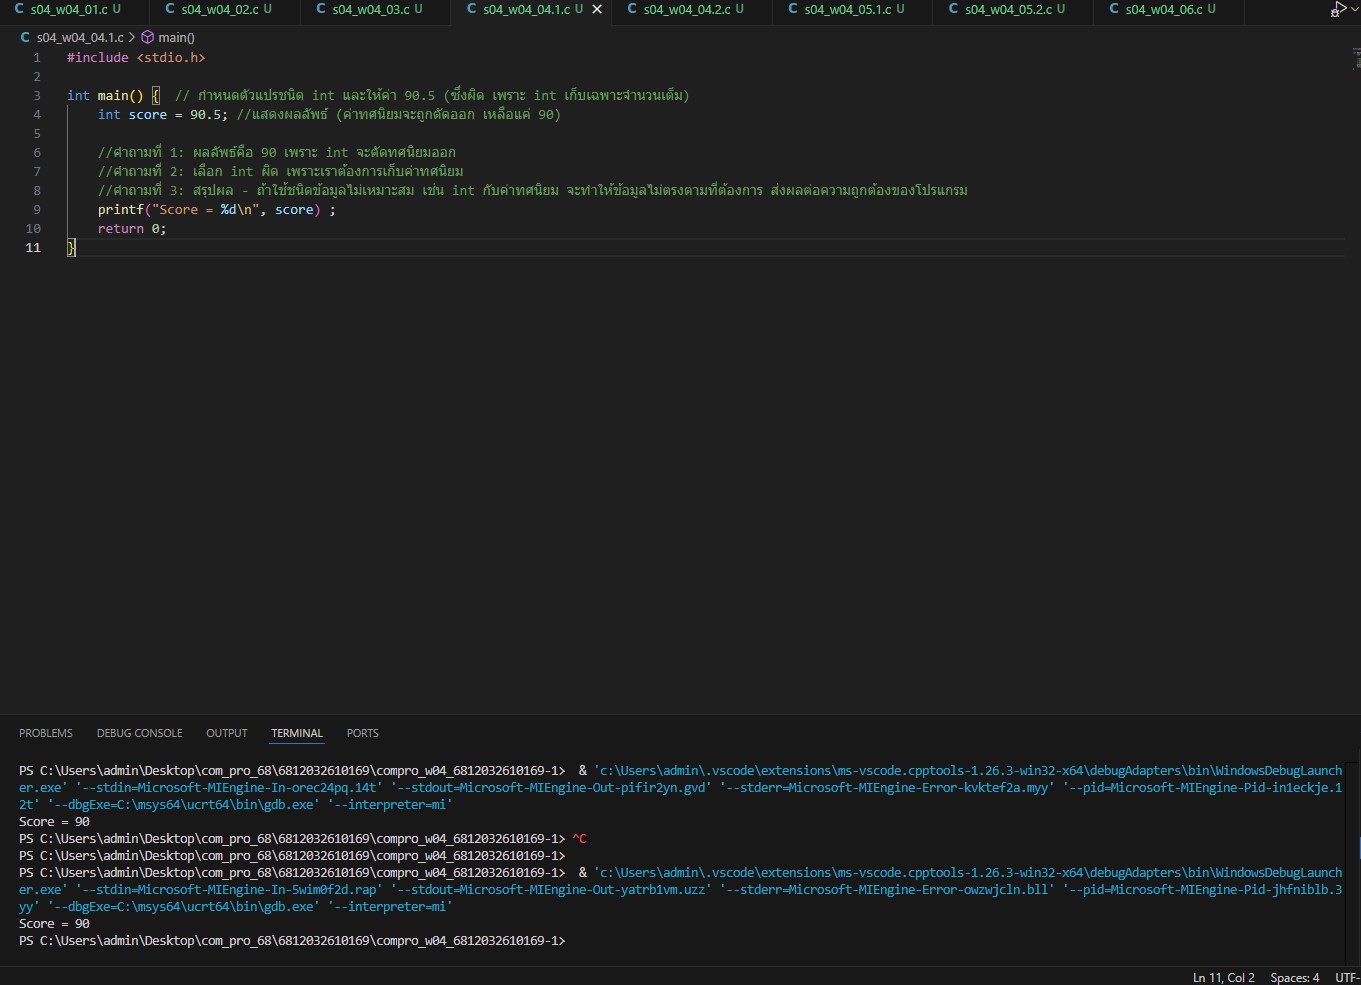 C s04_w04_01.c U C s04_w04_02.c U C s04_w04_03.c U C s04_w04_04.1.c U × C s04_w04_04.2.c U C s04_w04_05.1.c U C s04_w04_05.2.c U C s04_w04_06.c U
C s04_w04_04.1.c > main()
1 #include <stdio.h>
2
3 int main() { // กำหนดตัวแปรชนิด int และให้ค่า 90.5 (ซึ่งผิด เพราะ int เก็บเฉพาะจำนวนเต็ม)
4 int score = 90.5; //แสดงผลลัพธ์ (ค่าทศนิยมจะถูกตัดออก เหลือแค่ 90)
5
6 //คำถามที่ 1: ผลลัพธ์คือ 90 เพราะ int จะตัดทศนิยมออก
7 //คำถามที่ 2: เลือก int ผิด เพราะเราต้องการเก็บค่าทศนิยม
8 //คำถามที่ 3: สรุปผล - ถ้าใช้ชนิดข้อมูลไม่เหมาะสม เช่น int กับค่าทศนิยม จะทำให้ข้อมูลไม่ตรงตามที่ต้องการ ส่งผลต่อความถูกต้องของโปรแกรม
9 printf("Score = %d\n", score) ;
10 return 0;
11 }
PROBLEMS DEBUG CONSOLE OUTPUT TERMINAL PORTS
PS C:\Users\admin\Desktop\com_pro_68\6812032610169\compro_w04_6812032610169-1> & 'c:\Users\admin\.vscode\extensions\ms-vscode.cpptools-1.26.3-win32-x64\debugAdapters\bin\WindowsDebugLaunch
er.exe' '--stdin=Microsoft-MIEngine-In-orec24pq.14t' '--stdout=Microsoft-MIEngine-Out-pifir2yn.gvd' '--stderr=Microsoft-MIEngine-Error-kvktef2a.myy' '--pid=Microsoft-MIEngine-Pid-in1eckje.1
2t' '--dbgExe=C:\msys64\ucrt64\bin\gdb.exe' '--interpreter=mi'
Score = 90
PS C:\Users\admin\Desktop\com_pro_68\6812032610169\compro_w04_6812032610169-1> ^C
PS C:\Users\admin\Desktop\com_pro_68\6812032610169\compro_w04_6812032610169-1>
PS C:\Users\admin\Desktop\com_pro_68\6812032610169\compro_w04_6812032610169-1> & 'c:\Users\admin\.vscode\extensions\ms-vscode.cpptools-1.26.3-win32-x64\debugAdapters\bin\WindowsDebugLaunch
er.exe' '--stdin=Microsoft-MIEngine-In-5wim0f2d.rap' '--stdout=Microsoft-MIEngine-Out-yatrb1vm.uzz' '--stderr=Microsoft-MIEngine-Error-owzwjcln.bll' '--pid=Microsoft-MIEngine-Pid-jhfniblb.3
yy' '--dbgExe=C:\msys64\ucrt64\bin\gdb.exe' '--interpreter=mi'
Score = 90
PS C:\Users\admin\Desktop\com_pro_68\6812032610169\compro_w04_6812032610169-1>
Ln 11, Col 2 Spaces: 4 UTF-